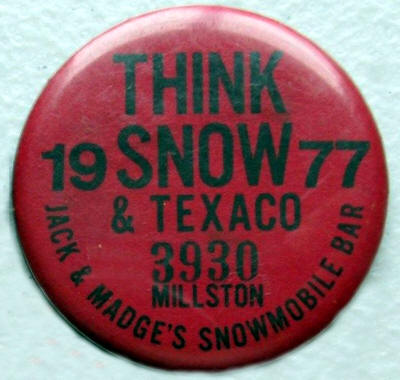 THINK
19 SNOW 77
& TEXACO
3930
MILLSTON
JACK & MADGE'S SNOWMOBILE BAR